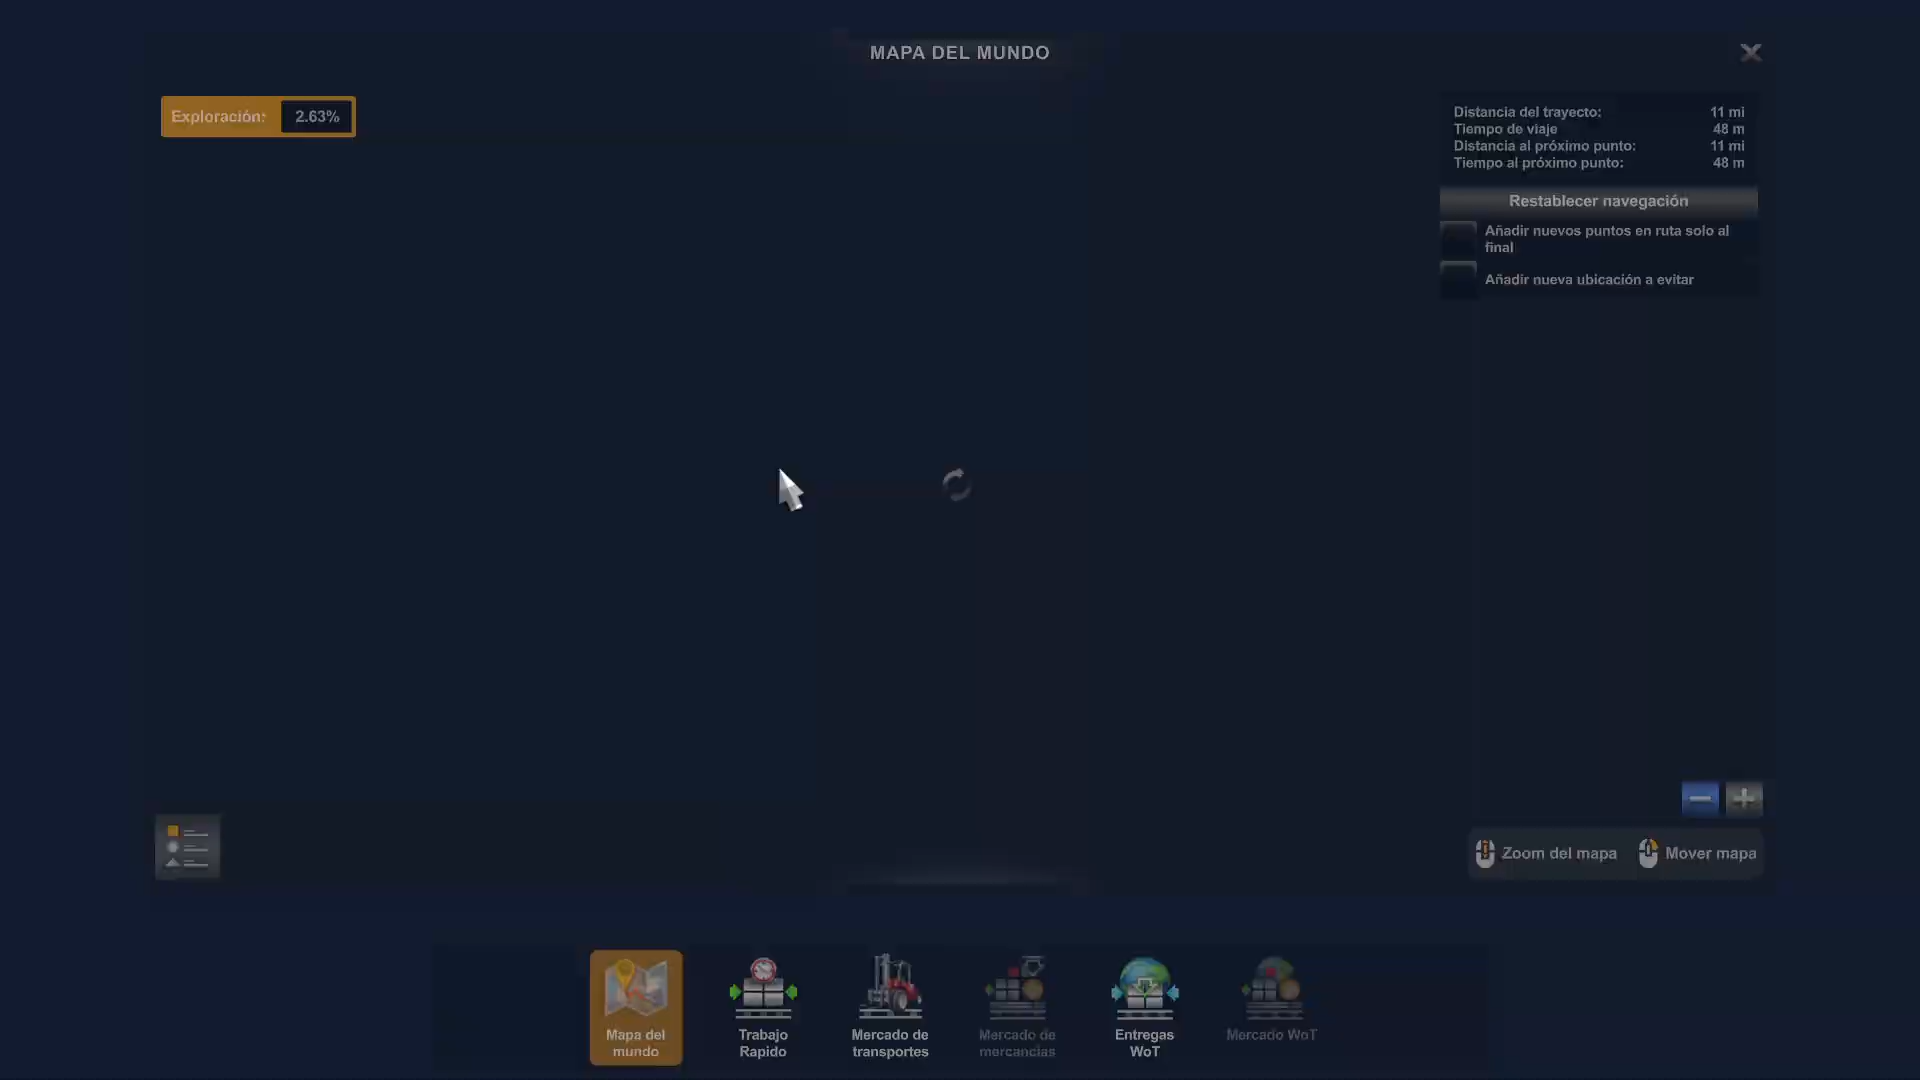 MAPA DEL MUNDO
Exploración: 2.63%
Distancia del trayecto: 11 mi
Tiempo de viaje 48 m
Distancia al próximo punto: 11 mi
Tiempo al próximo punto: 48 m
Restablecer navegación
Añadir nuevos puntos en ruta solo al
final
Añadir nueva ubicación a evitar
Zoom del mapa
Mover mapa
Mapa del
mundo
Trabajo
Rapido
Mercado de
transportes
Mercado de
mercancías
Entregas
WoT
Mercado WoT